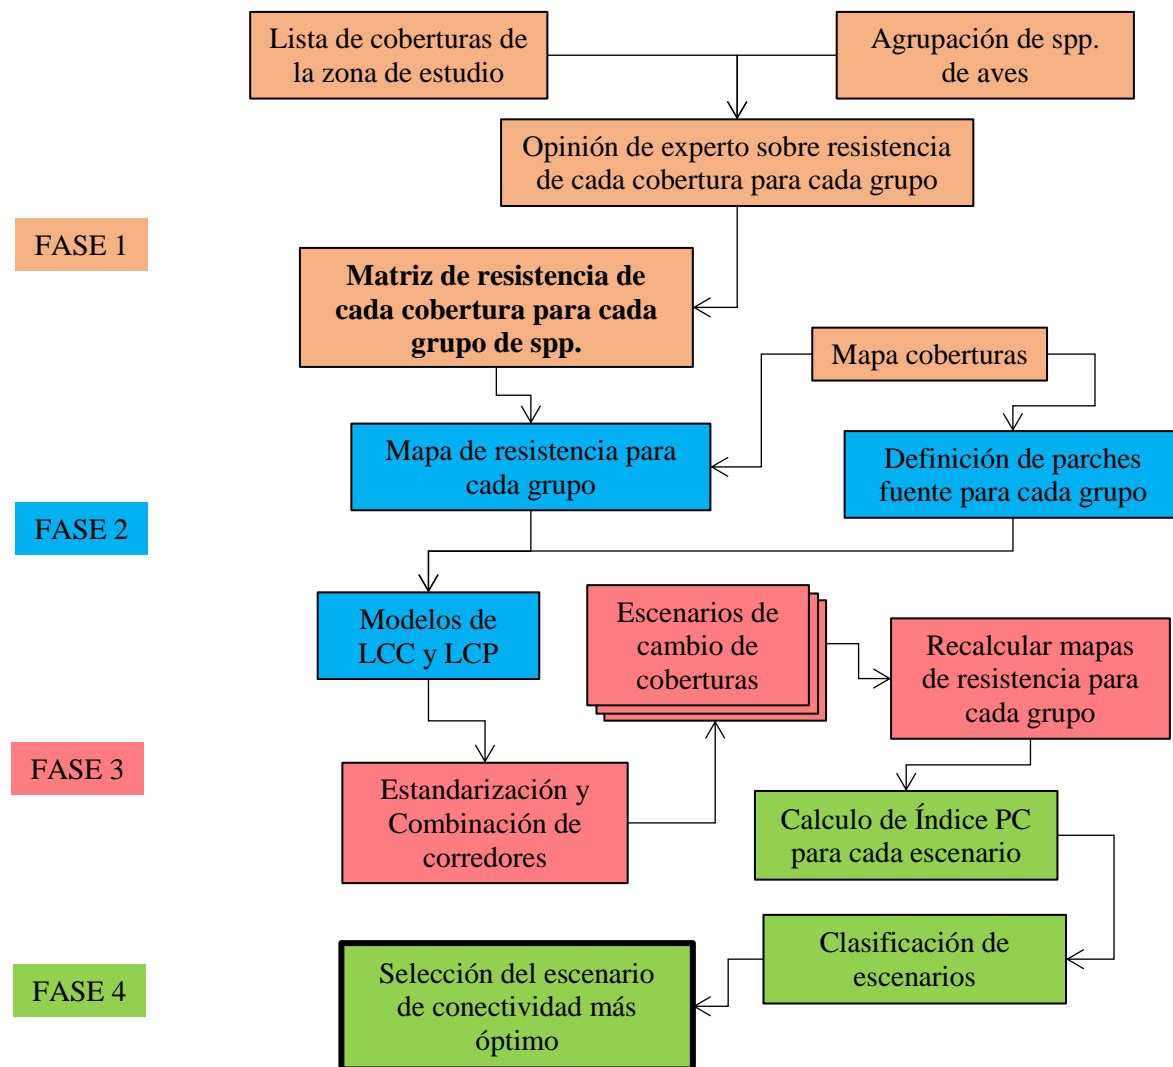 Lista de coberturas de
la zona de estudio
Agrupación de spp.
de aves
Opinión de experto sobre resistencia
de cada cobertura para cada grupo
FASE 1
Matriz de resistencia de
cada cobertura para cada
grupo de spp.
Mapa coberturas
Mapa de resistencia para
cada grupo
Definición de parches
fuente para cada grupo
FASE 2
Modelos de
LCC y LCP
Escenarios de
cambio de
coberturas
Recalcular mapas
de resistencia para
cada grupo
FASE 3
Estandarización y
Combinación de
corredores
Calculo de Índice PC
para cada escenario
Clasificación de
escenarios
FASE 4
Selección del escenario
de conectividad más
óptimo